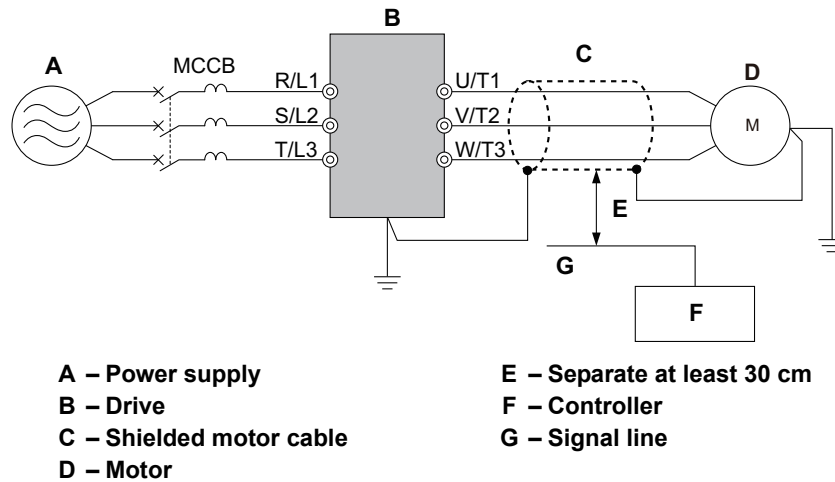 B
A
MCCB
C
D
R/L1
U/T1
S/L2
V/T2
M
T/L3
W/T3
E
G
F
A – Power supply
B – Drive
C – Shielded motor cable
D – Motor
E – Separate at least 30 cm
F – Controller
G – Signal line